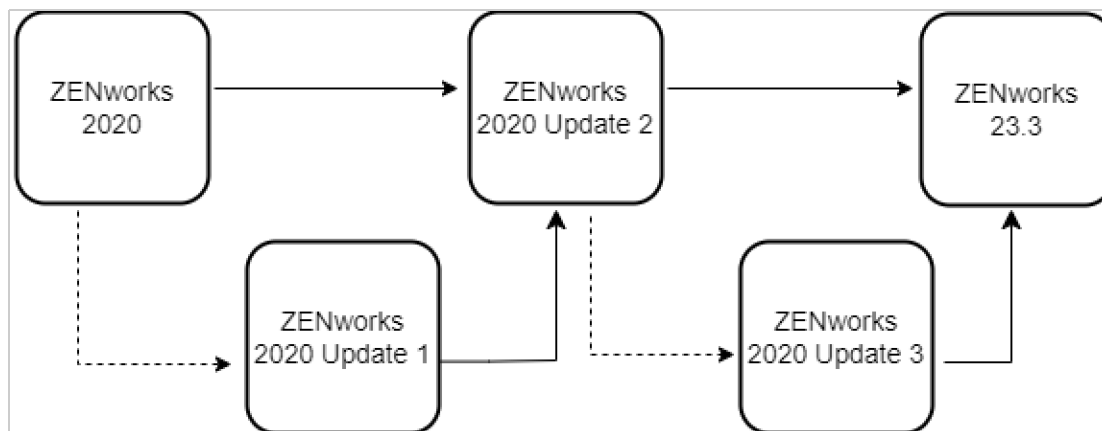 ZENworks
2020
ZENworks
2020 Update 2
ZENworks
23.3
ZENworks
2020 Update 1
ZENworks
2020 Update 3